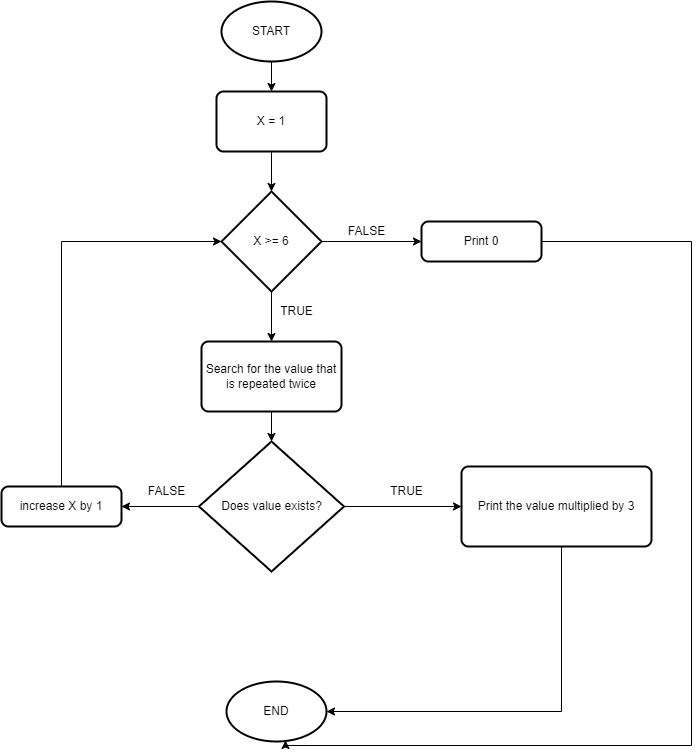 START
X = 1
X >= 6
FALSE
Print 0
TRUE
Search for the value that
is repeated twice
Does value exists?
FALSE
increase X by 1
TRUE
Print the value multiplied by 3
END